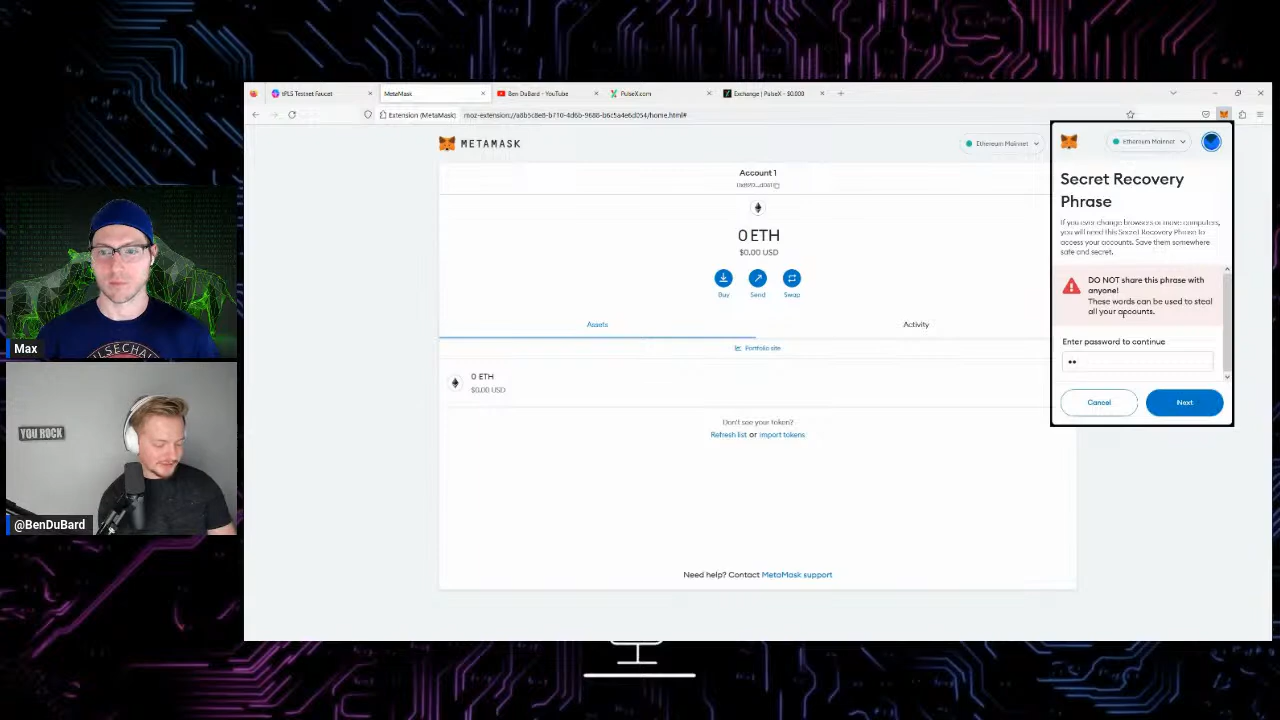 tPLS Testnet Faucet
MetaMask
Ben DuBard - YouTube
PulseX.com
Exchange | PulseX - $0.000
Extension (MetaMask)
METAMASK
Ethereum Mainnet
Account 1
0 ETH
$0.00 USD
Buy
Send
Swap
Assets
Activity
Portfolio site
0 ETH
$0.00 USD
Don't see your token?
Refresh list or import tokens
Need help? Contact MetaMask support
Ethereum Mainnet
Secret Recovery
Phrase
If you ever change browsers or move computers,
you will need this Secret Recovery Phrase to
access your accounts. Save them somewhere
safe and secret.
DO NOT share this phrase with
anyone!
These words can be used to steal
all your accounts.
Enter password to continue
Cancel
Next
Max
YOU ROCK
@BenDuBard